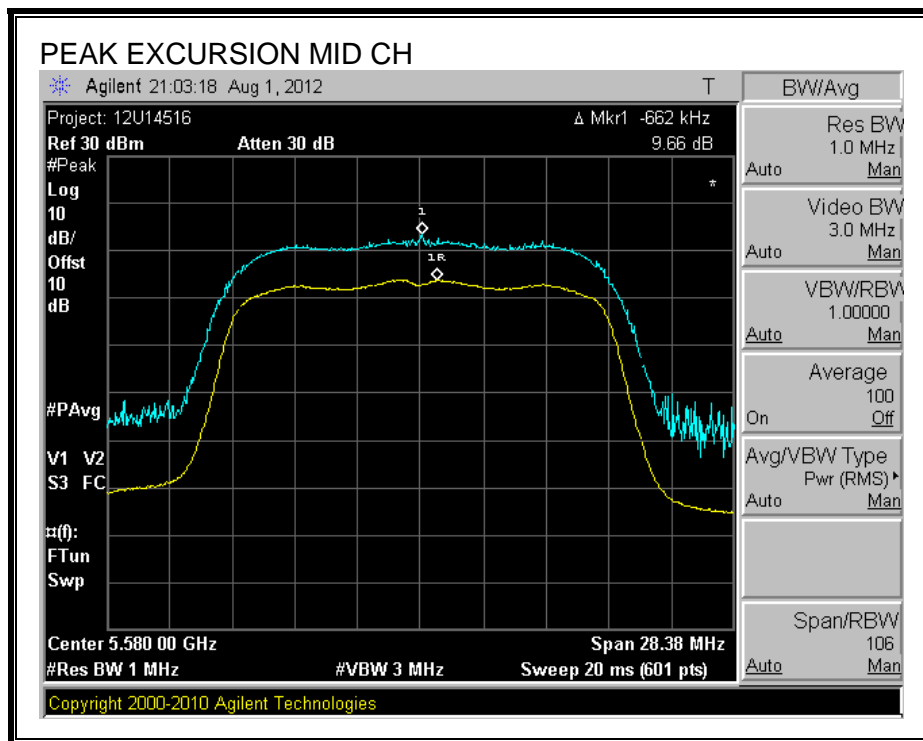 PEAK EXCURSION MID CH
Agilent 21:03:18 Aug 1, 2012 T
Project: 12U14516 Δ Mkr1 -662 kHz
Ref 30 dBm Atten 30 dB 9.66 dB
#Peak
Log
10
dB/
Offst
10
dB
*
1
1R
#PAvg
V1 V2
S3 FC
¤(f):
FTun
Swp
Center 5.580 00 GHz Span 28.38 MHz
#Res BW 1 MHz #VBW 3 MHz Sweep 20 ms (601 pts)
Copyright 2000-2010 Agilent Technologies
BW/Avg
Res BW
1.0 MHz
Auto Man
Video BW
3.0 MHz
Auto Man
VBW/RBW
1.00000
Auto Man
Average
100
On Off
Avg/VBW Type
Pwr (RMS)
Auto Man
Span/RBW
106
Auto Man